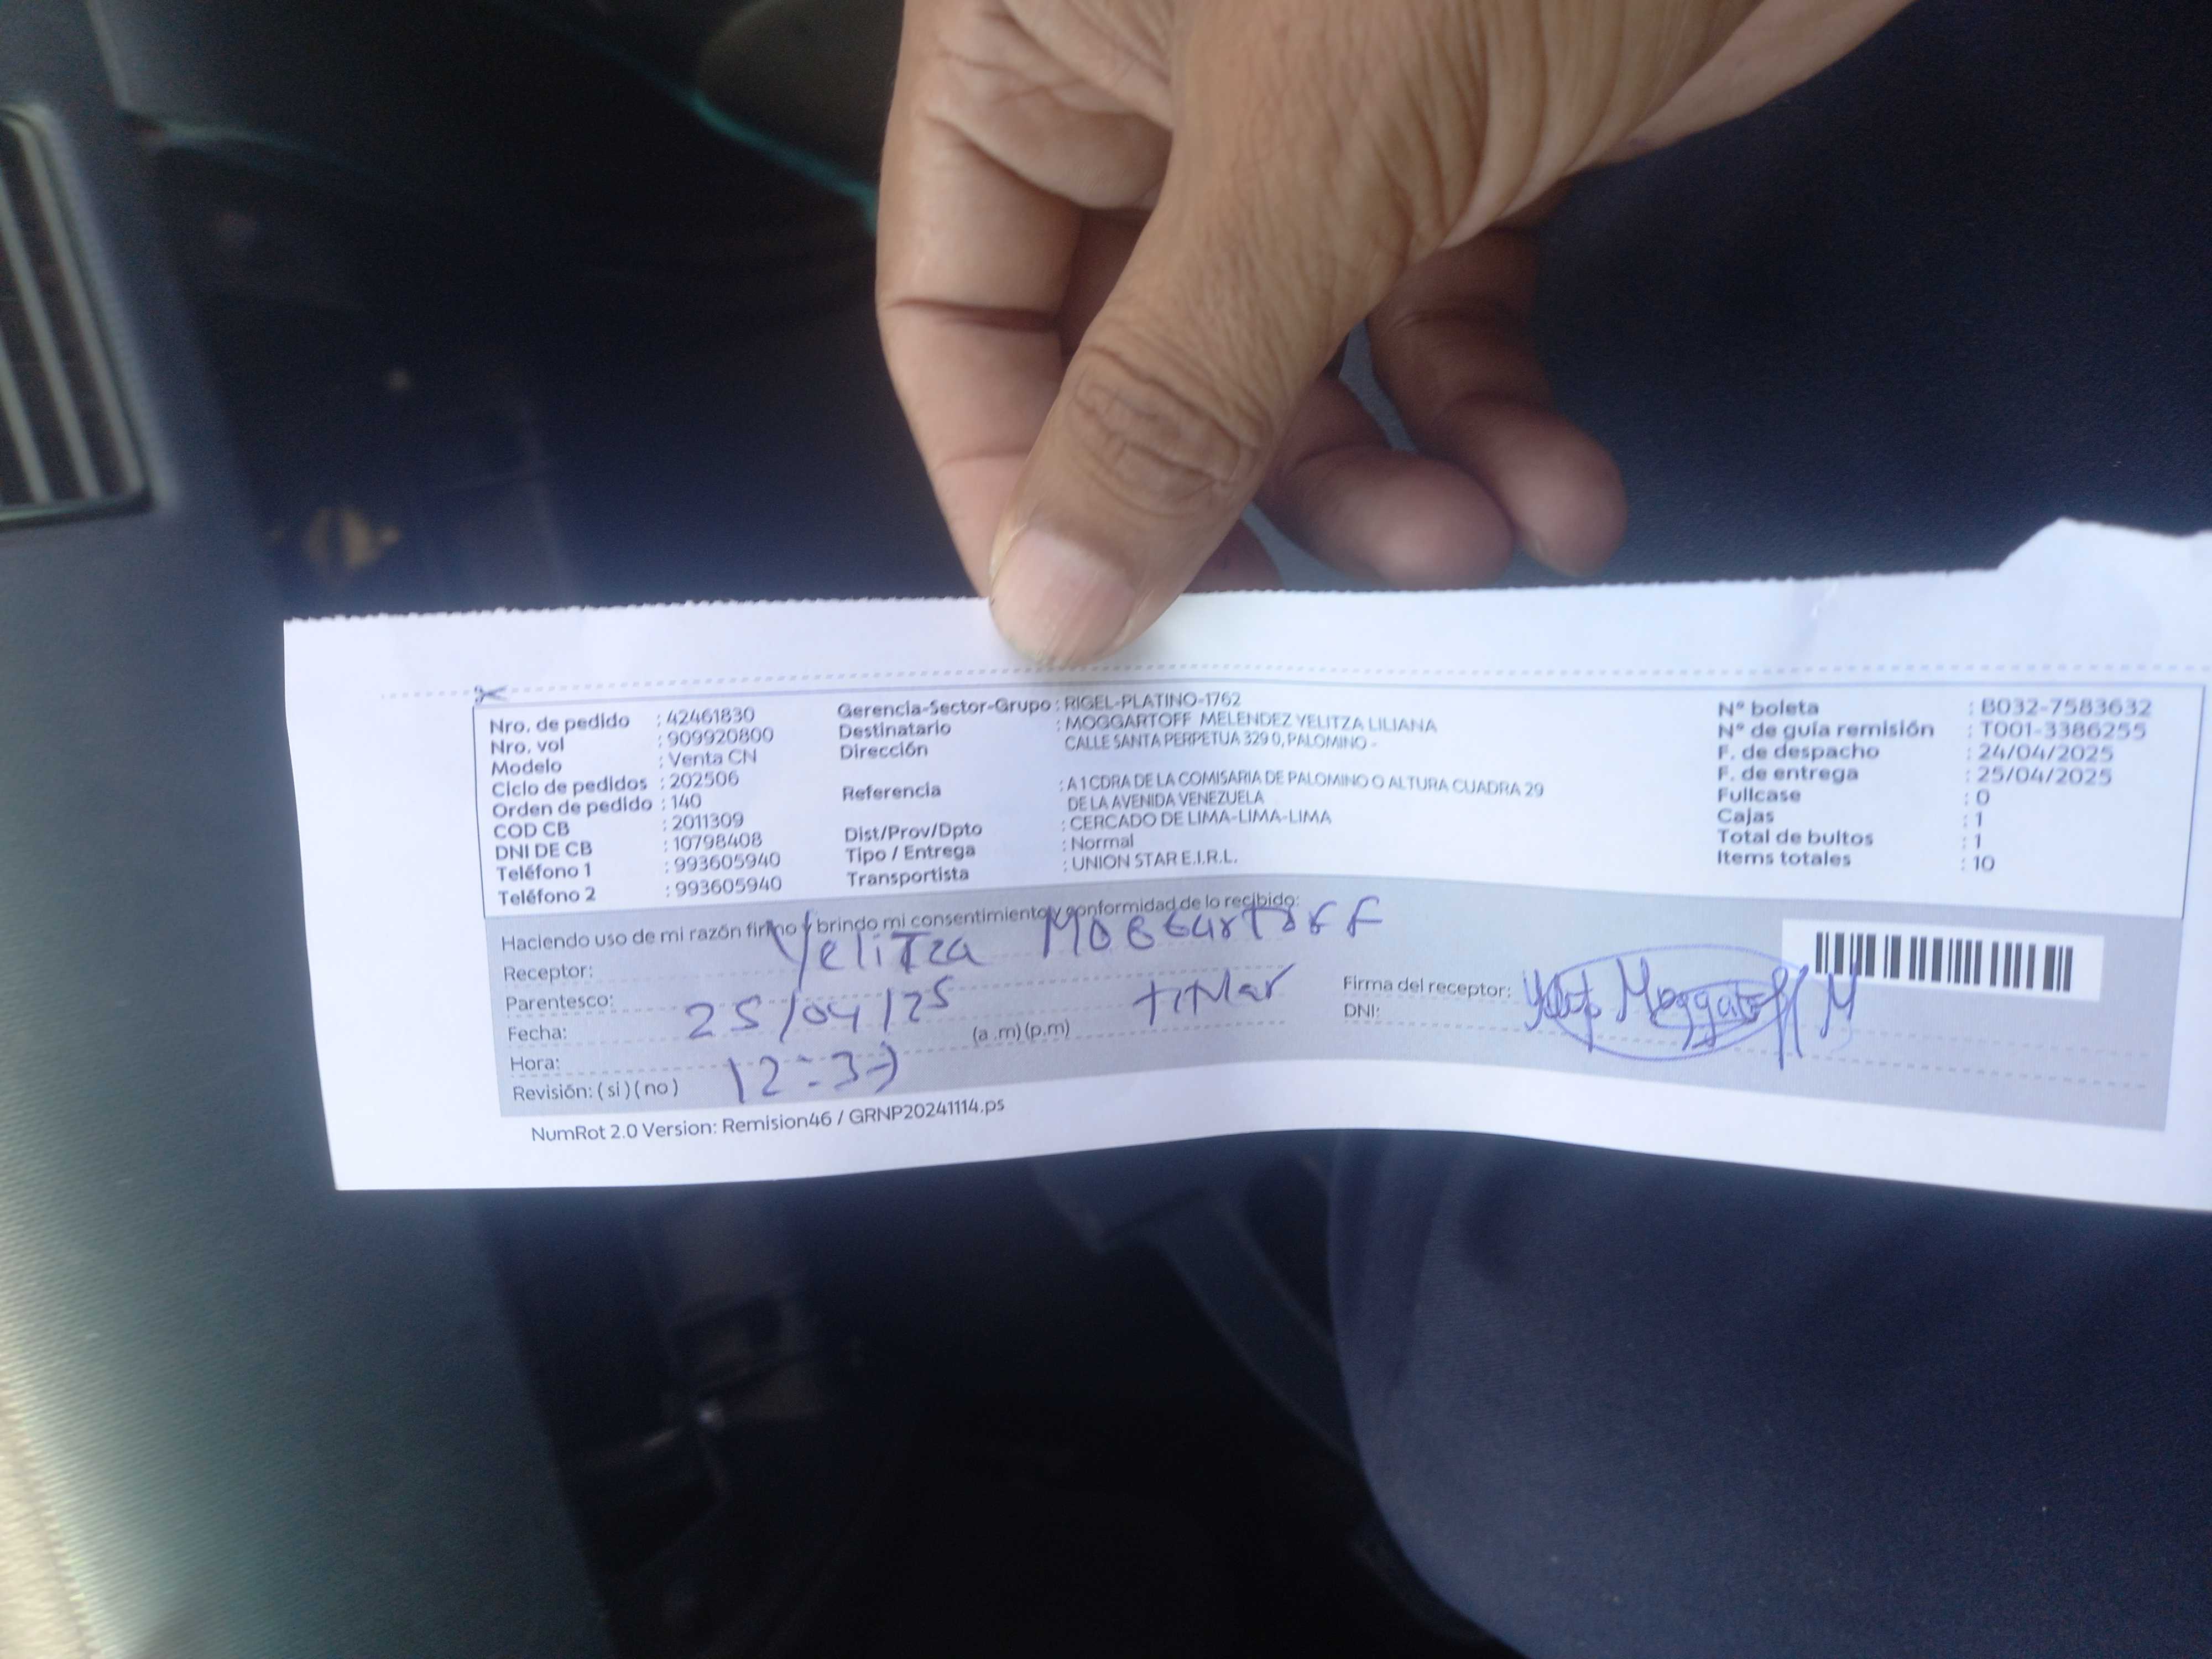 Nro. de pedido : 42461830
Nro. vol : 909920800
Modelo : Venta CN
Ciclo de pedidos : 202506
Orden de pedido : 140
COD CB : 2011309
DNI DE CB : 10798408
Teléfono 1 : 993605940
Teléfono 2 : 993605940
Gerencia-Sector-Grupo : RIGEL-PLATINO-1762
Destinatario : MOGGARTOFF MELENDEZ YELITZA LILIANA
Dirección CALLE SANTA PERPETUA 329 0, PALOMINO -
Referencia : A 1 CDRA DE LA COMISARIA DE PALOMINO O ALTURA CUADRA 29
DE LA AVENIDA VENEZUELA
Dist/Prov/Dpto : CERCADO DE LIMA-LIMA-LIMA
Tipo / Entrega : Normal
Transportista : UNION STAR E.I.R.L.
Nº boleta : B032-7583632
Nº de guía remisión : T001-3386255
F. de despacho : 24/04/2025
F. de entrega : 25/04/2025
Fullcase : 0
Cajas : 1
Total de bultos : 1
Items totales : 10
Haciendo uso de mi razón firmo y brindo mi consentimiento y conformidad de lo recibido:
Receptor: Yelitza Moggartoff
Parentesco: titular
Fecha: 25/04/25
Hora: 12:37 (a .m) (p.m)
Revisión: ( si ) ( no )
Firma del receptor:
DNI:
NumRot 2.0 Version: Remision46 / GRNP20241114.ps